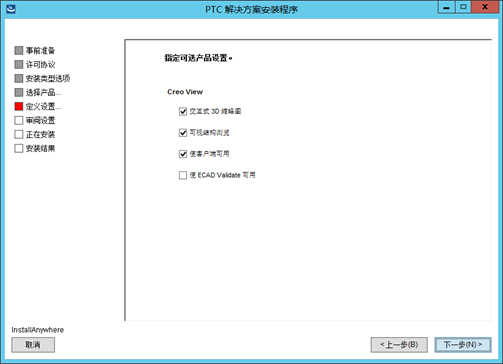 PTC 解决方案安装程序
事前准备
许可协议
安装类型选项
选择产品...
定义设置...
审阅设置
正在安装
安装结果
指定可选产品设置。
Creo View
交互式 3D 缩略图
可视结构浏览
使客户端可用
使 ECAD Validate 可用
InstallAnywhere
取消
< 上一步(B)
下一步(N) >